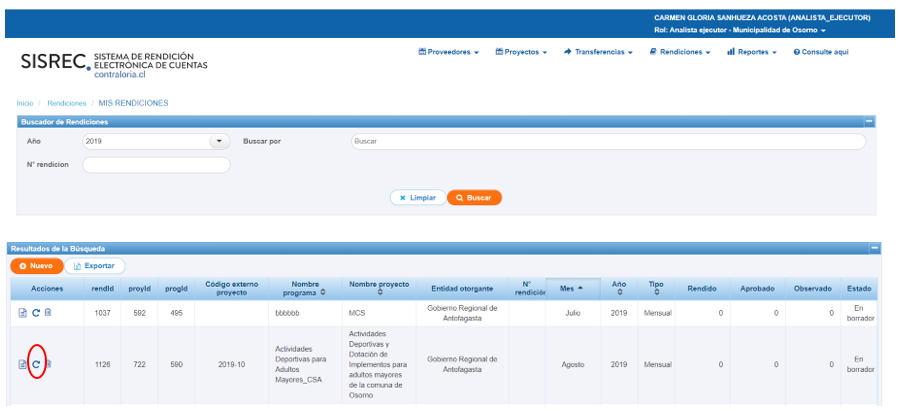 CARMEN GLORIA SANHUEZA ACOSTA (ANALISTA_EJECUTOR)
Rol: Analista ejecutor - Municipalidad de Osorno
SISREC. SISTEMA DE RENDICIÓN
ELECTRÓNICA DE CUENTAS
contraloria.cl
Proveedores Proyectos Transferencias Rendiciones Reportes Consulte aqui
Inicio / Rendiciones / MIS RENDICIONES
Buscador de Rendiciones
Año 2019 Buscar por Buscar
N° rendicion
Limpiar Buscar
Resultados de la Búsqueda
Nuevo Exportar
Acciones rendId proyId progId Código externo proyecto Nombre programa Nombre proyecto Entidad otorgante N° rendición Mes Año Tipo Rendido Aprobado Observado Estado
1037 592 495 bbbbbb MCS Gobierno Regional de Antofagasta Julio 2019 Mensual 0 0 0 En borrador
1126 722 590 2019-10 Actividades Deportivas para Adultos Mayores_CSA Actividades Deportivas y Dotación de Implementos para adultos mayores de la comuna de Osorno Gobierno Regional de Antofagasta Agosto 2019 Mensual 0 0 0 En borrador